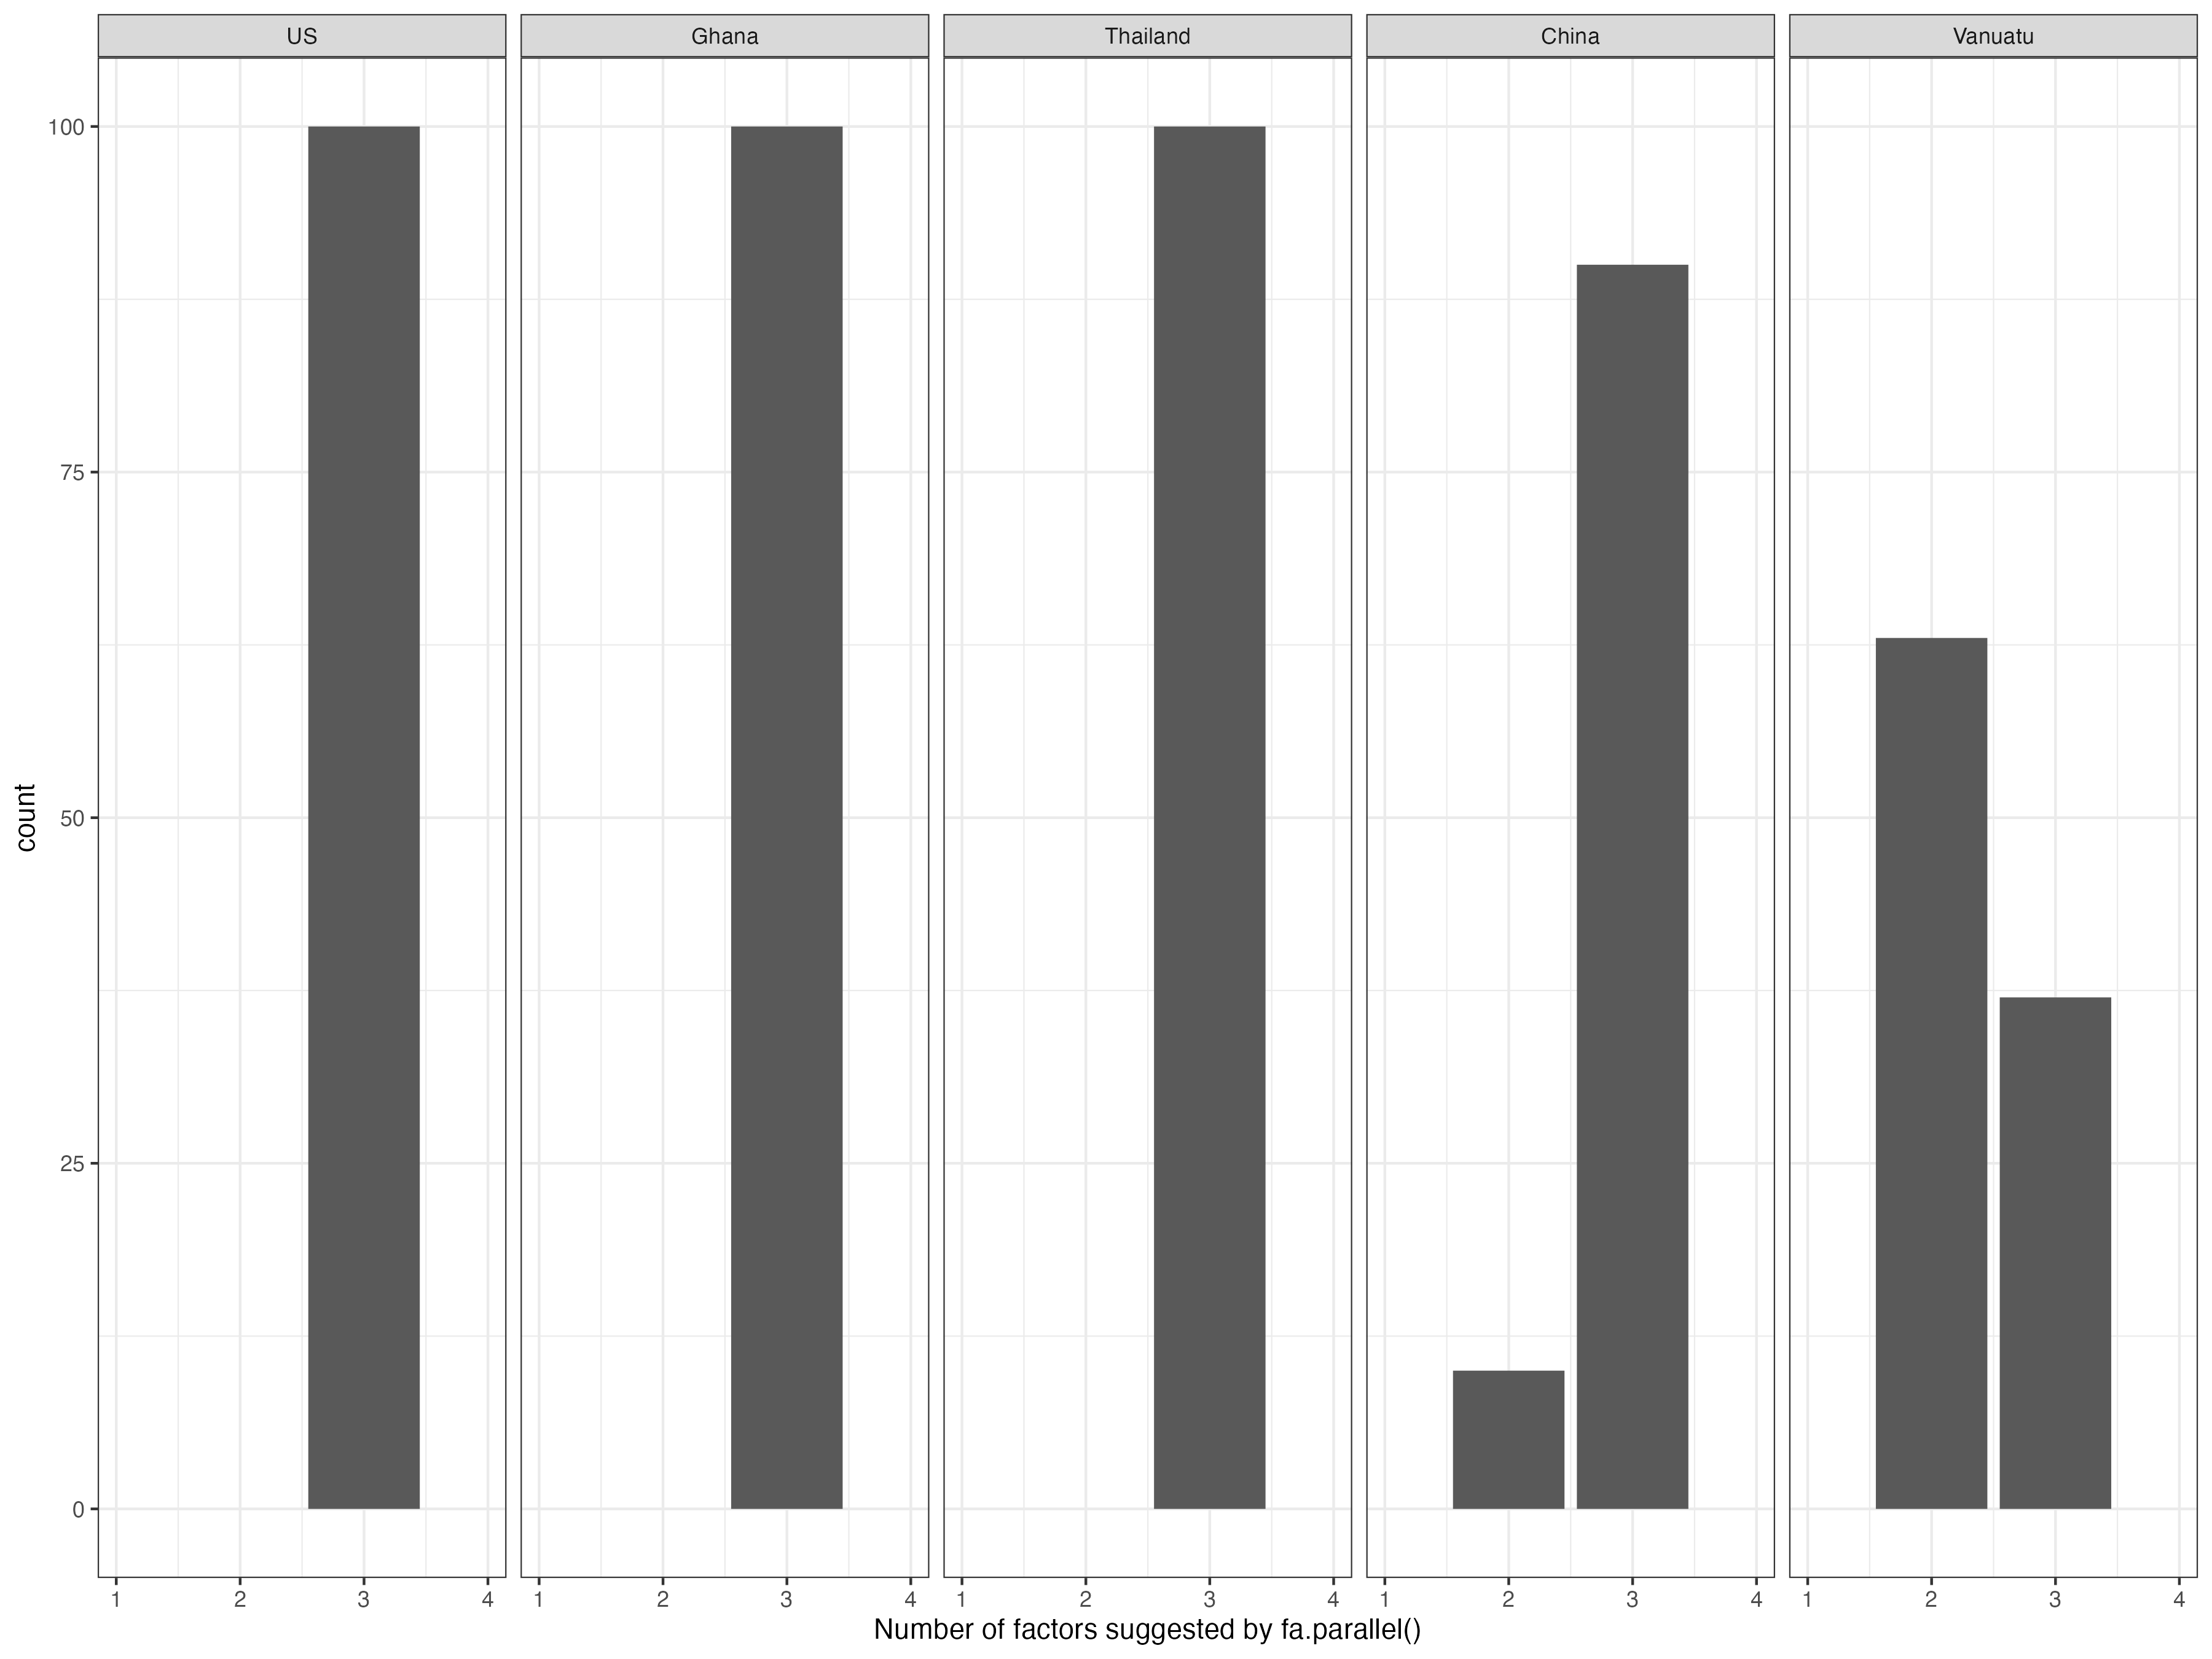 US Ghana Thailand China Vanuatu
100
75
50
25
0
count
1 2 3 4 1 2 3 4 1 2 3 4 1 2 3 4 1 2 3 4
Number of factors suggested by fa.parallel()